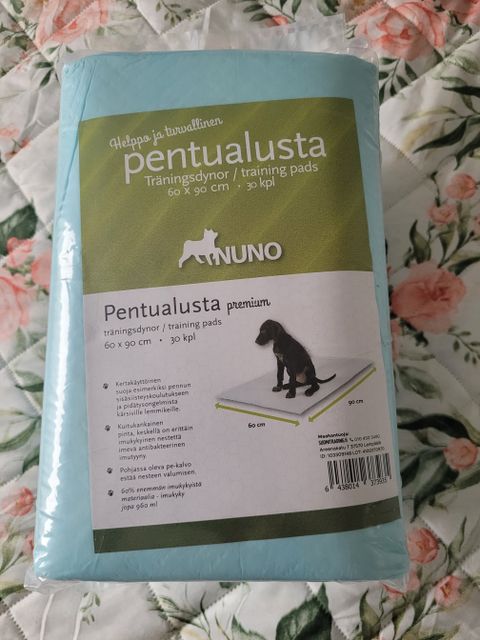 Helppo ja turvallinen
pentualusta
Träningsdynor / training pads
60 x 90 cm • 30 kpl
NUNO
Pentualusta premium
träningsdynor / training pads
60 x 90 cm • 30 kpl
Kertakäyttöinen
suoja esimerkiksi pennun
sisäsiisteyskoulutukseen
ja pidätysongelmista
kärsiville lemmikeille.
Kuitukankainen
pinta, keskellä on erittäin
imukykyinen nestettä
imevä antibakteerinen
imutyyny.
Pohjassa oleva pe-kalvo
estää nesteen valumisen.
60% enemmän imukykyistä
materiaalia - imukyky
jopa 960 ml
60 cm
90 cm
Maahantuoja: